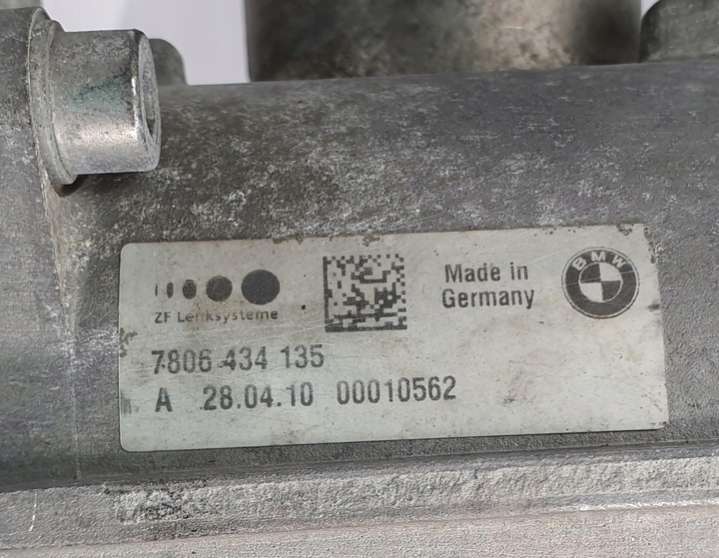 ZF Lenksysteme
Made in
Germany
BMW
7806 434 135
A 28.04.10 00010562